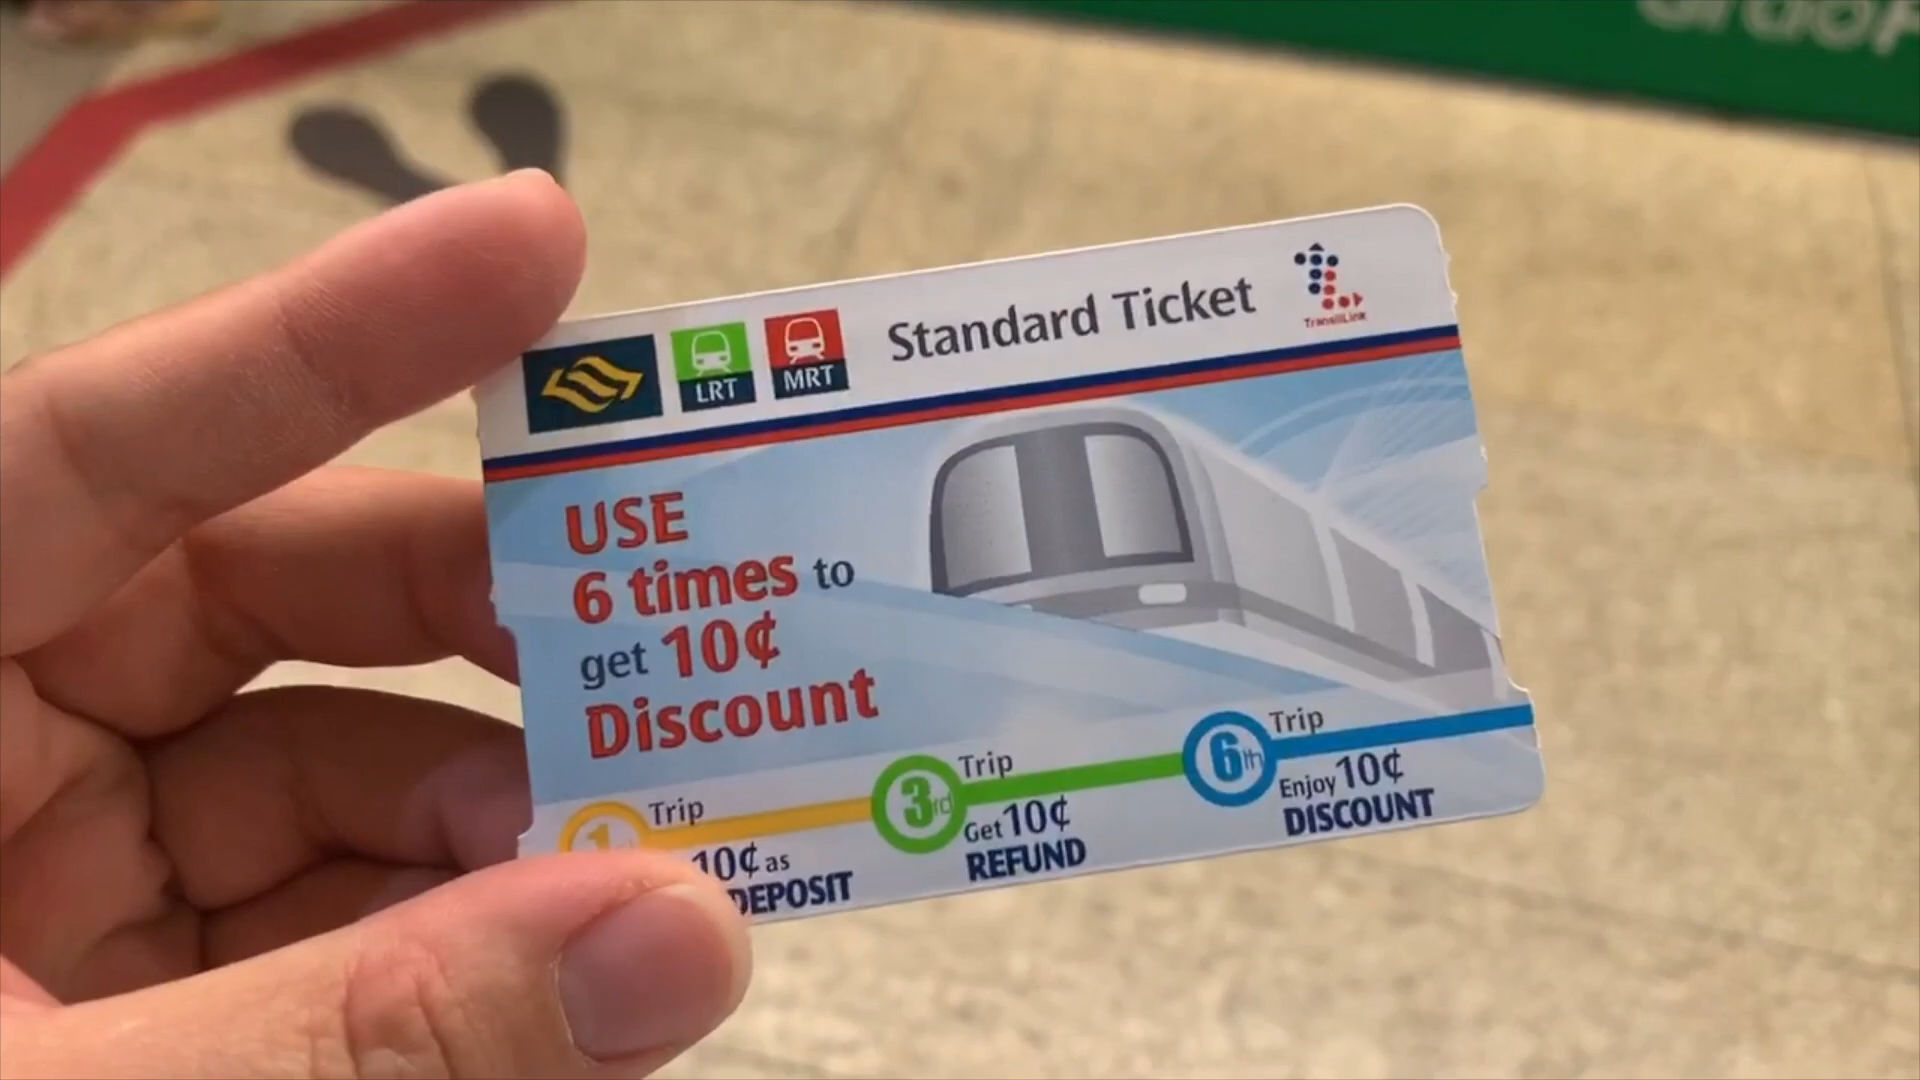 GrabP
LRT
MRT
Standard Ticket
TransitLink
USE
6 times to
get 10¢
Discount
Trip
10¢ as
DEPOSIT
3rd Trip
Get 10¢
REFUND
6th Trip
Enjoy 10¢
DISCOUNT